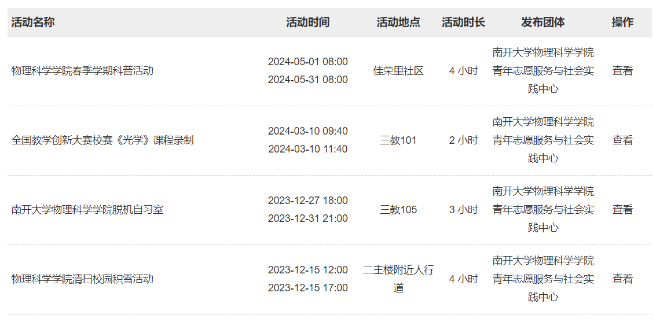 活动名称 活动时间 活动地点 活动时长 发布团体 操作
物理科学学院春季学期科普活动 2024-05-01 08:00 2024-05-31 08:00 佳荣里社区 4 小时 南开大学物理科学学院青年志愿服务与社会实践中心 查看
全国教学创新大赛校赛《光学》课程录制 2024-03-10 09:40 2024-03-10 11:40 三教101 2 小时 南开大学物理科学学院青年志愿服务与社会实践中心 查看
南开大学物理科学学院脱机自习室 2023-12-27 18:00 2023-12-31 21:00 三教105 3 小时 南开大学物理科学学院青年志愿服务与社会实践中心 查看
物理科学学院清扫校园积雪活动 2023-12-15 12:00 2023-12-15 17:00 二主楼附近人行道 4 小时 南开大学物理科学学院青年志愿服务与社会实践中心 查看